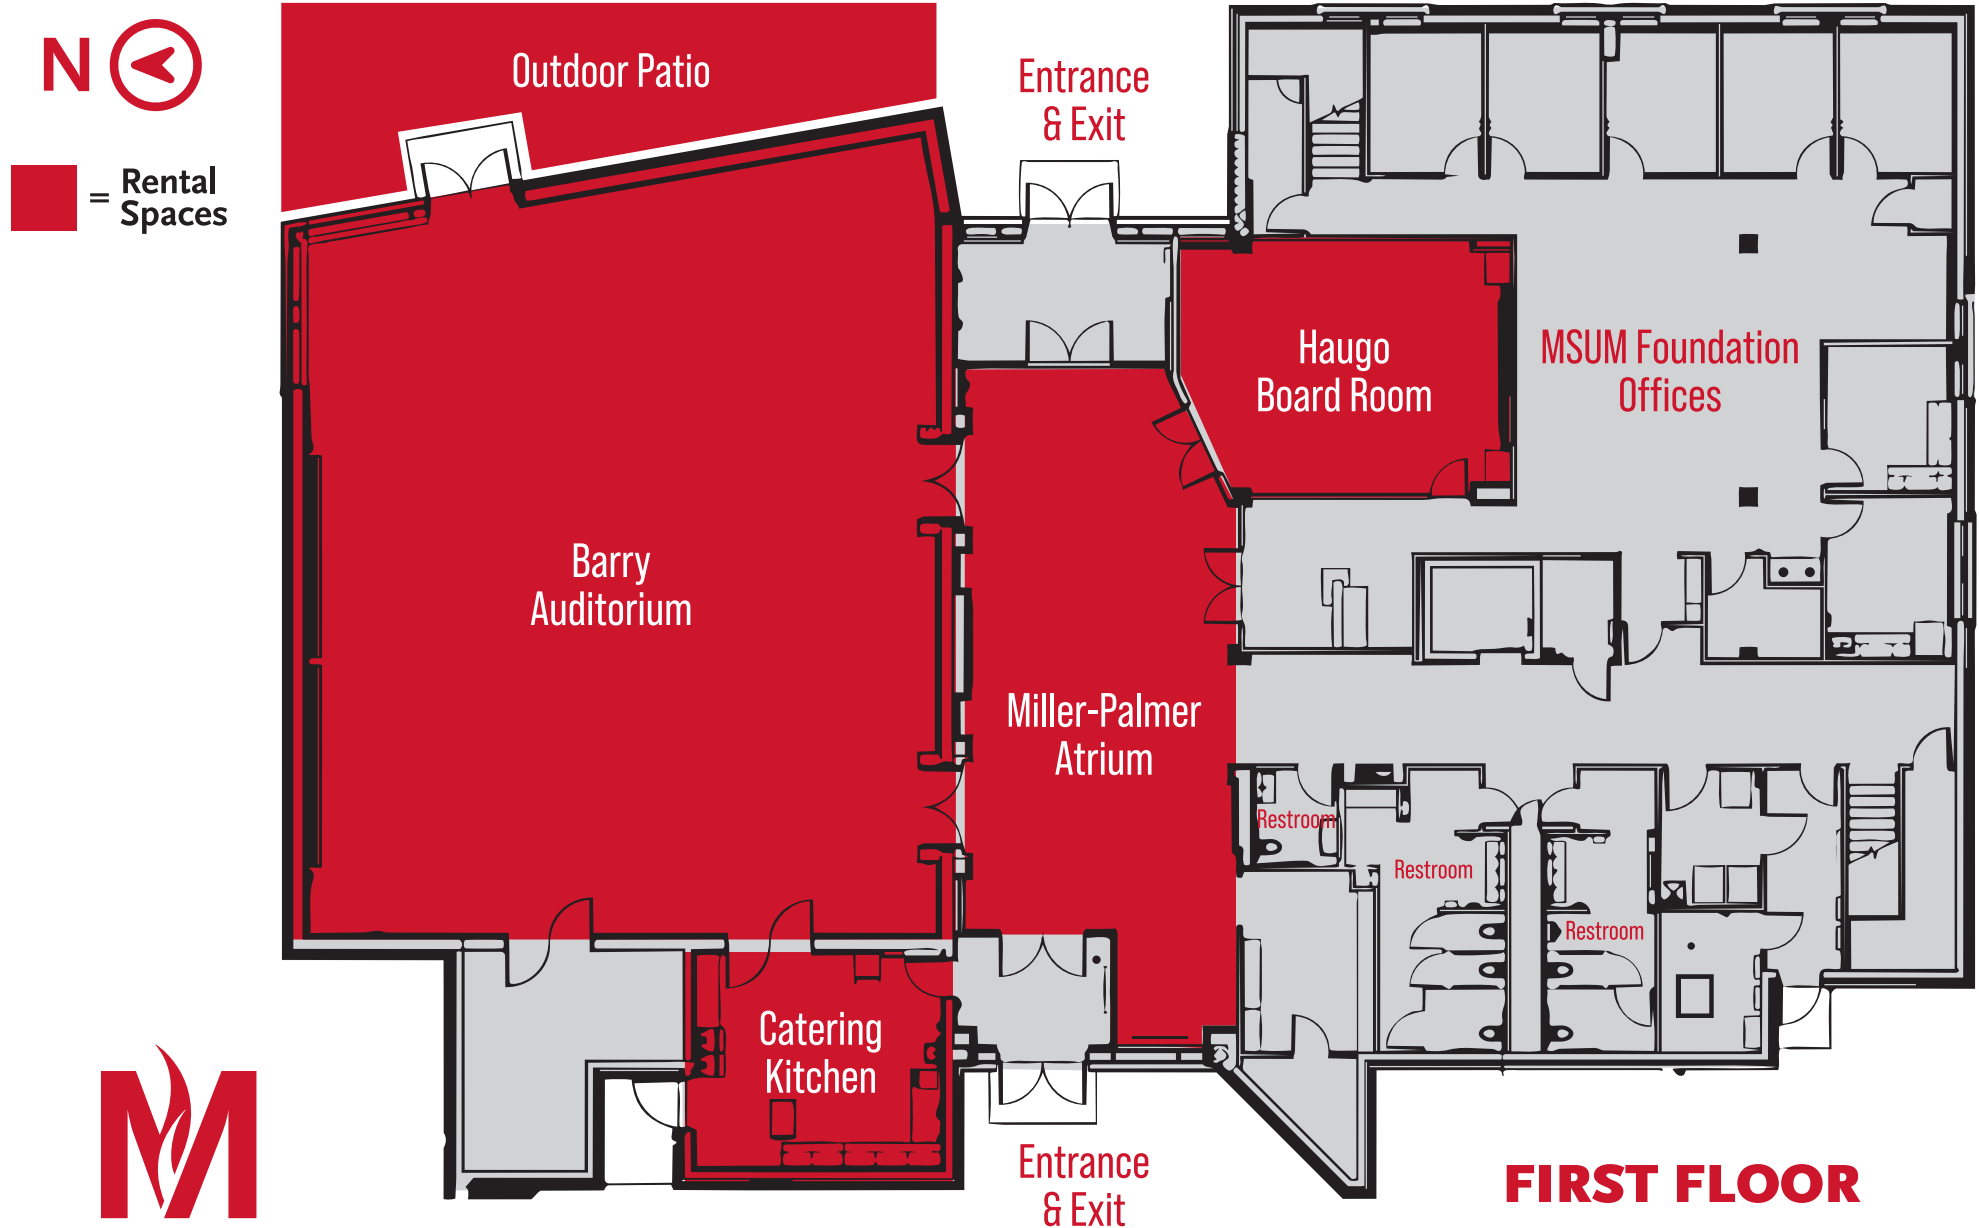 N
Outdoor Patio
Entrance
& Exit
= Rental
Spaces
Haugo
Board Room
MSUM Foundation
Offices
Barry
Auditorium
Miller-Palmer
Atrium
Restroom
Restroom
Restroom
Catering
Kitchen
M
Entrance
& Exit
FIRST FLOOR